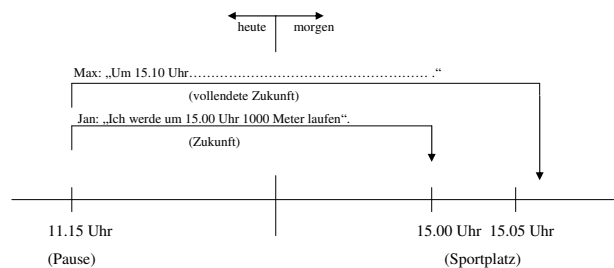 heute morgen
Max: „Um 15.10 Uhr…………………………………………………… .“
(vollendete Zukunft)
Jan: „Ich werde um 15.00 Uhr 1000 Meter laufen“.
(Zukunft)
11.15 Uhr 15.00 Uhr 15.05 Uhr
(Pause) (Sportplatz)